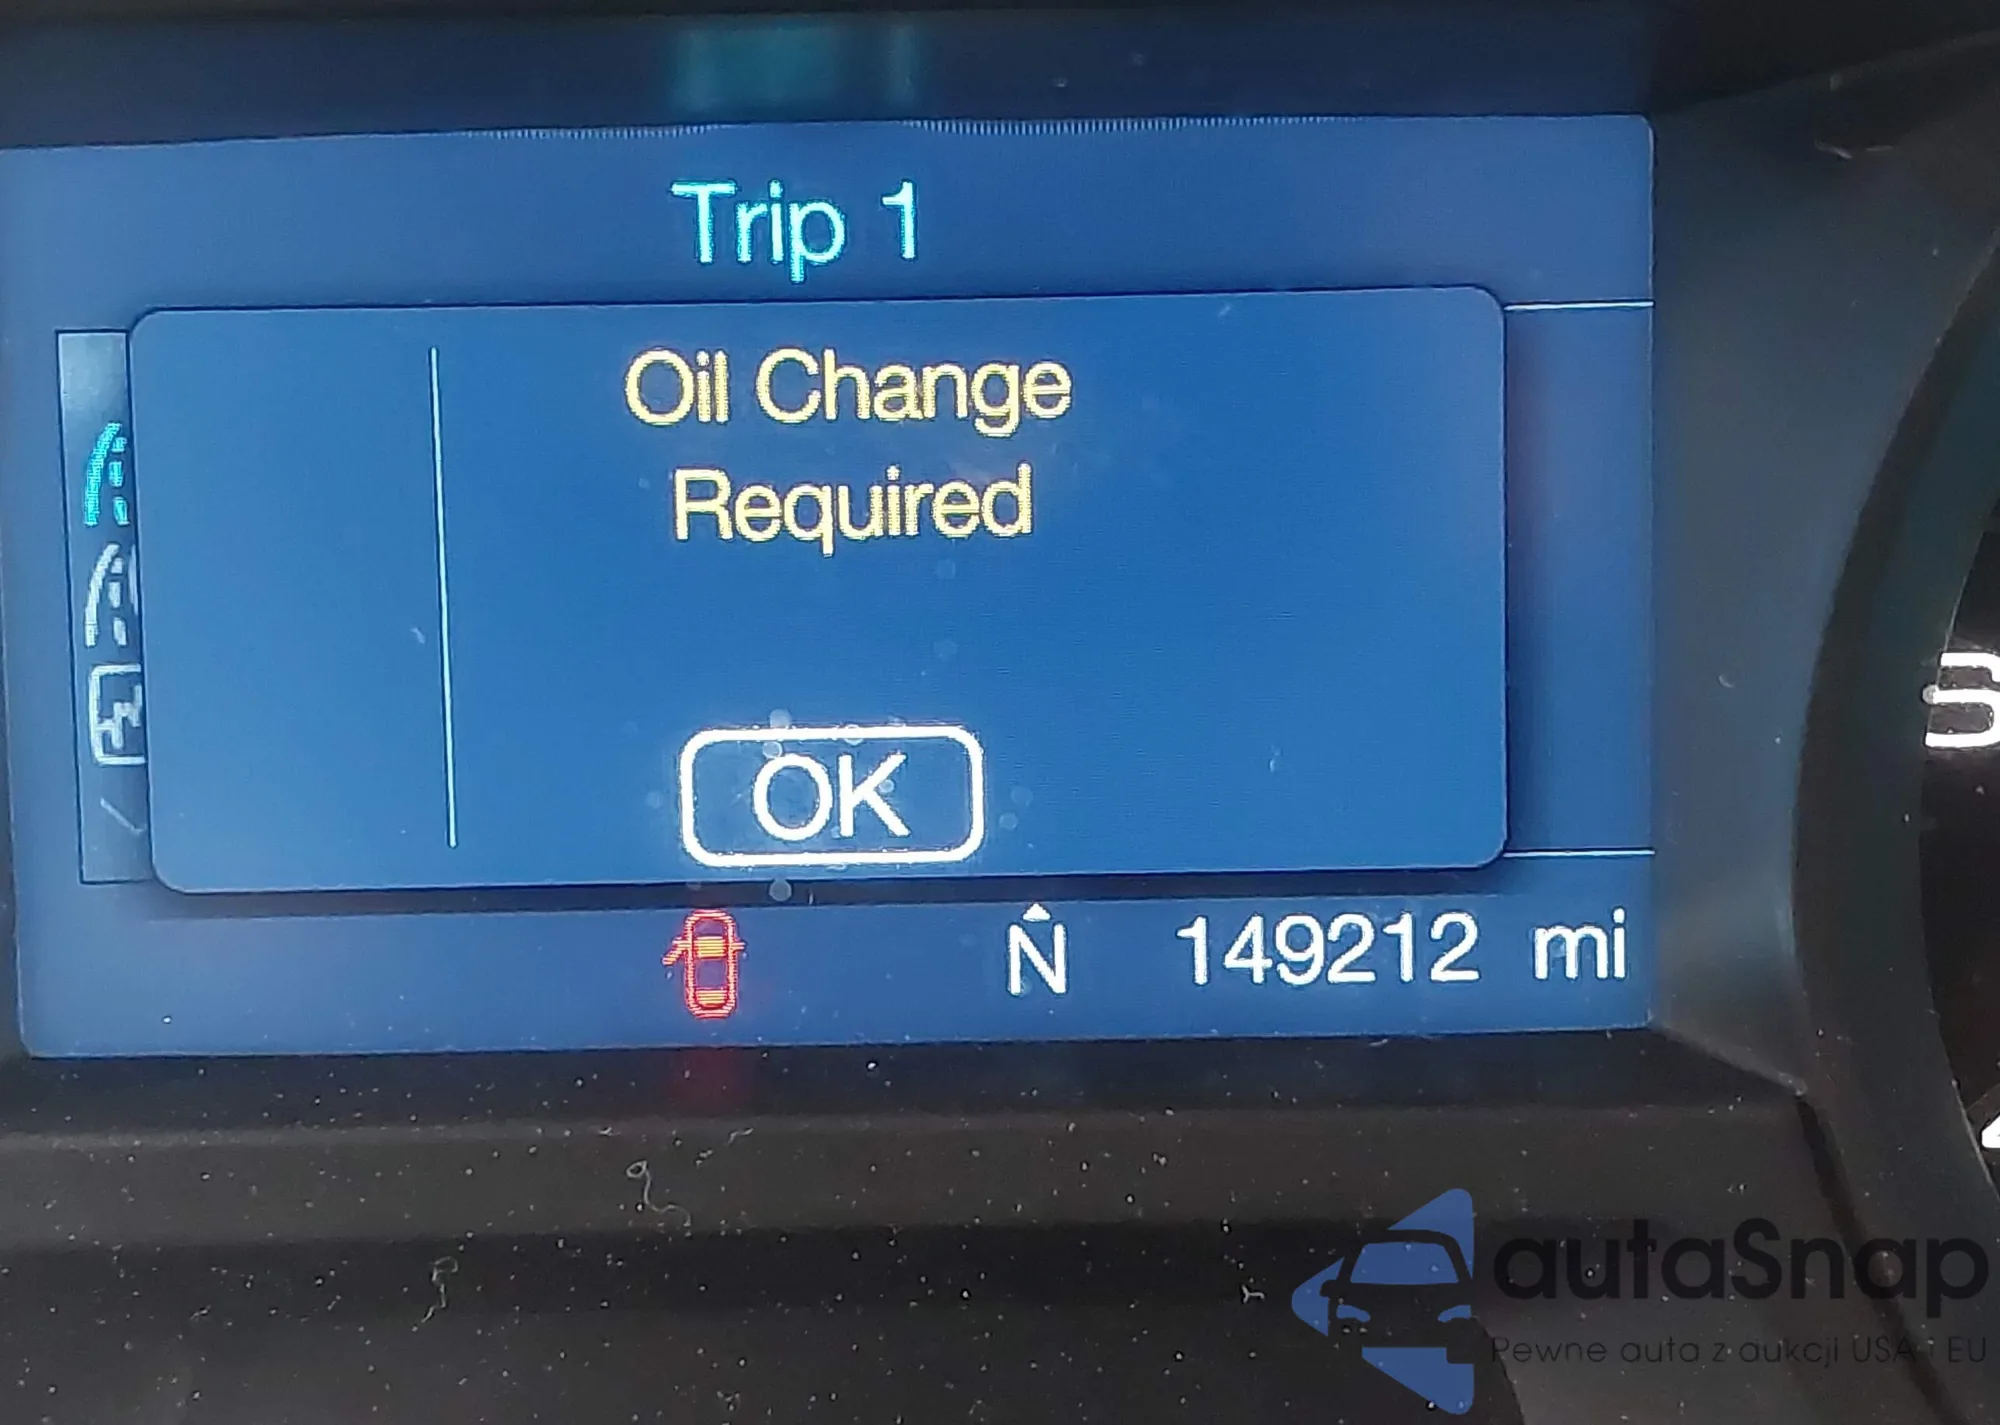 Trip 1
Oil Change
Required
OK
N 149212 mi
autaSnap
Pewne auta z aukcji USA i EU